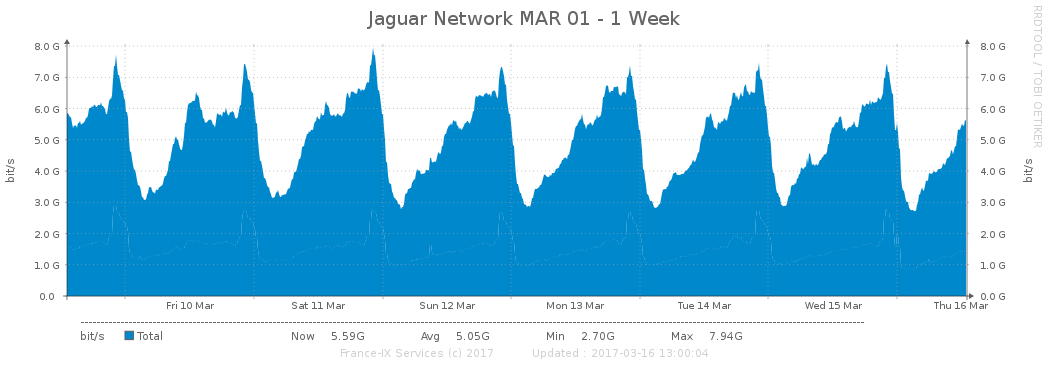 Jaguar Network MAR 01 - 1 Week
RRDTOOL / TOBI OETIKER
bit/s
8.0 G 8.0 G
7.0 G 7.0 G
6.0 G 6.0 G
5.0 G 5.0 G
4.0 G 4.0 G
3.0 G 3.0 G
2.0 G 2.0 G
1.0 G 1.0 G
0.0 0.0 G
bit/s
Fri 10 Mar Sat 11 Mar Sun 12 Mar Mon 13 Mar Tue 14 Mar Wed 15 Mar Thu 16 Mar
bit/s Total Now 5.59G Avg 5.05G Min 2.70G Max 7.94G
France-IX Services (c) 2017 Updated : 2017-03-16 13:00:04